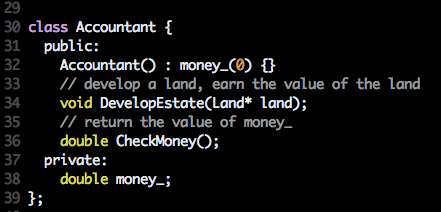 29
30 class Accountant {
31   public:
32     Accountant() : money_(0) {}
33     // develop a land, earn the value of the land
34     void DevelopEstate(Land* land);
35     // return the value of money_
36     double CheckMoney();
37   private:
38     double money_;
39 };